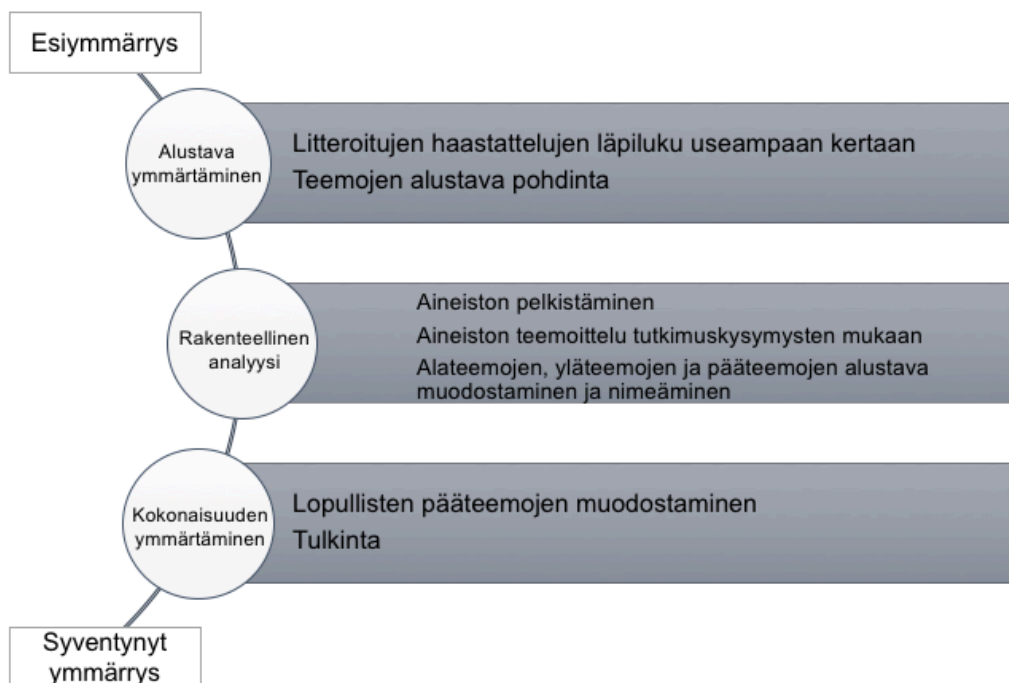 Esiymmärrys
Alustava
ymmärtäminen
Litteroitujen haastattelujen läpiluku useampaan kertaan
Teemojen alustava pohdinta
Rakenteellinen
analyysi
Aineiston pelkistäminen
Aineiston teemoittelu tutkimuskysymysten mukaan
Alateemojen, yläteemojen ja pääteemojen alustava
muodostaminen ja nimeäminen
Kokonaisuuden
ymmärtäminen
Lopullisten pääteemojen muodostaminen
Tulkinta
Syventynyt
ymmärrys